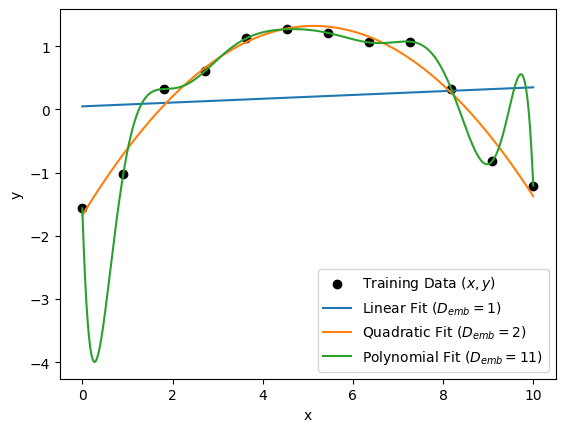 1
0
−1
−2
−3
−4
y
0
2
4
6
8
10
x
Training Data (x, y)
Linear Fit (D_emb = 1)
Quadratic Fit (D_emb = 2)
Polynomial Fit (D_emb = 11)